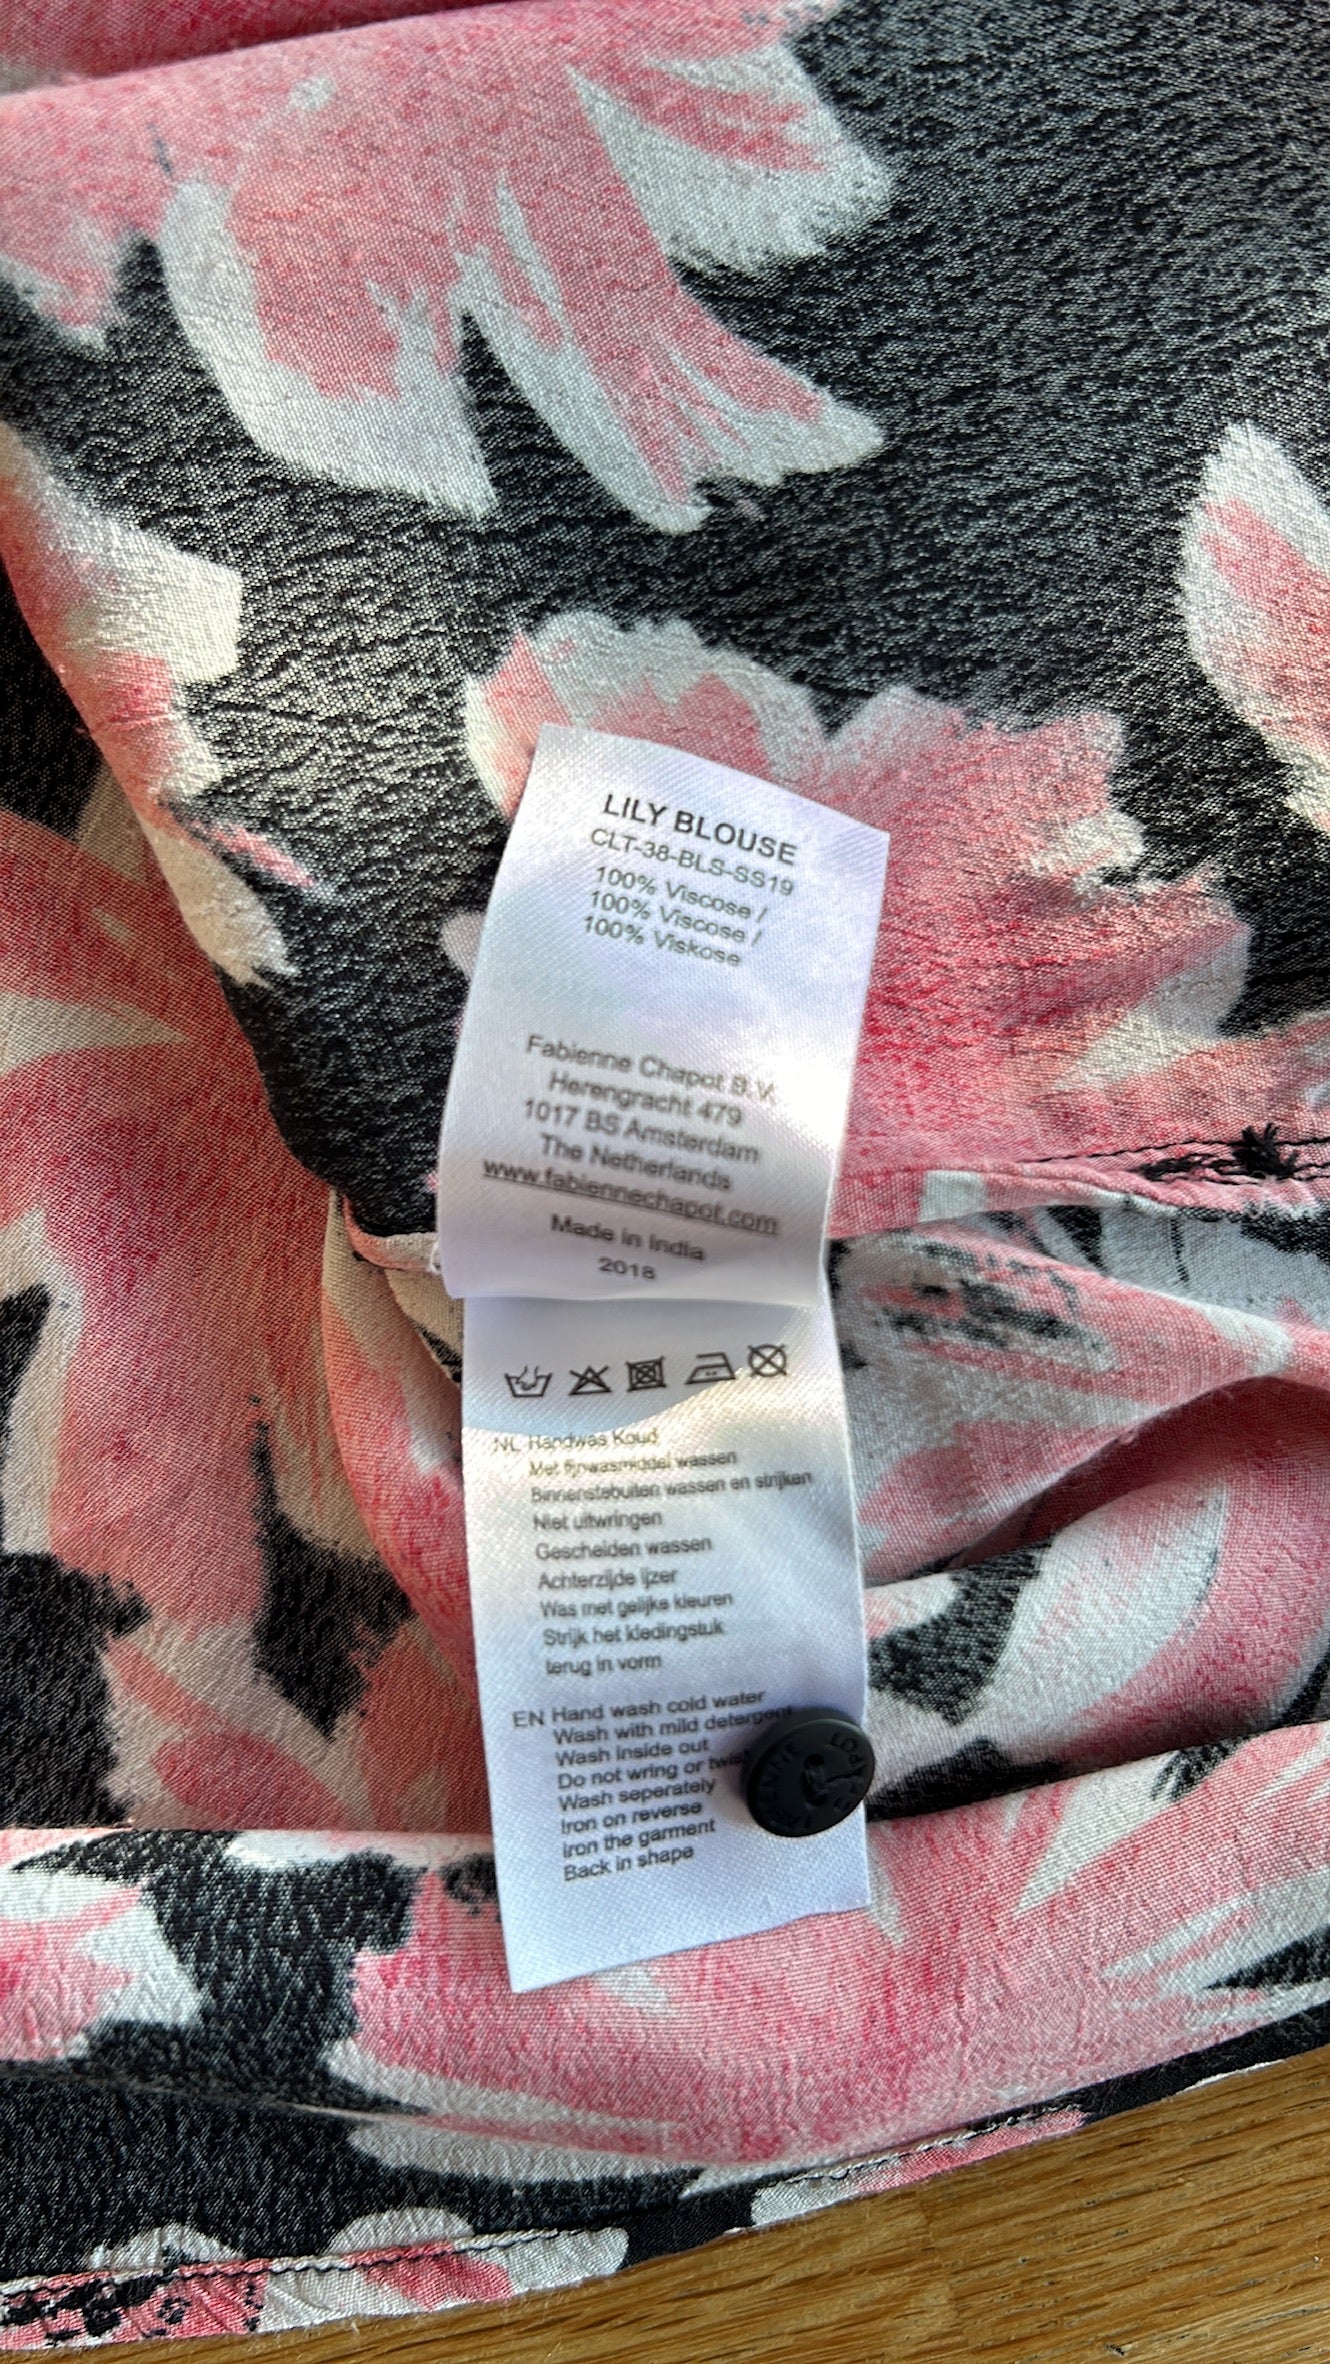 LILY BLOUSE
CLT-38-BLS-SS19
100% Viscose /
100% Viscose /
100% Viskose
Fabienne Chapot B.V.
Herengracht 479
1017 BS Amsterdam
The Netherlands
www.fabiennechapot.com
Made in India
2018
NL Handwas Koud
Met fijnwasmiddel wassen
Binnenstebuiten wassen en strijken
Niet uitwringen
Gescheiden wassen
Achterzijde ijzer
Was met gelijke kleuren
Strijk het kledingstuk
terug in vorm
EN Hand wash cold water
Wash with mild detergent
Wash inside out
Do not wring or twist
Wash seperately
Iron on reverse
Iron the garment
Back in shape